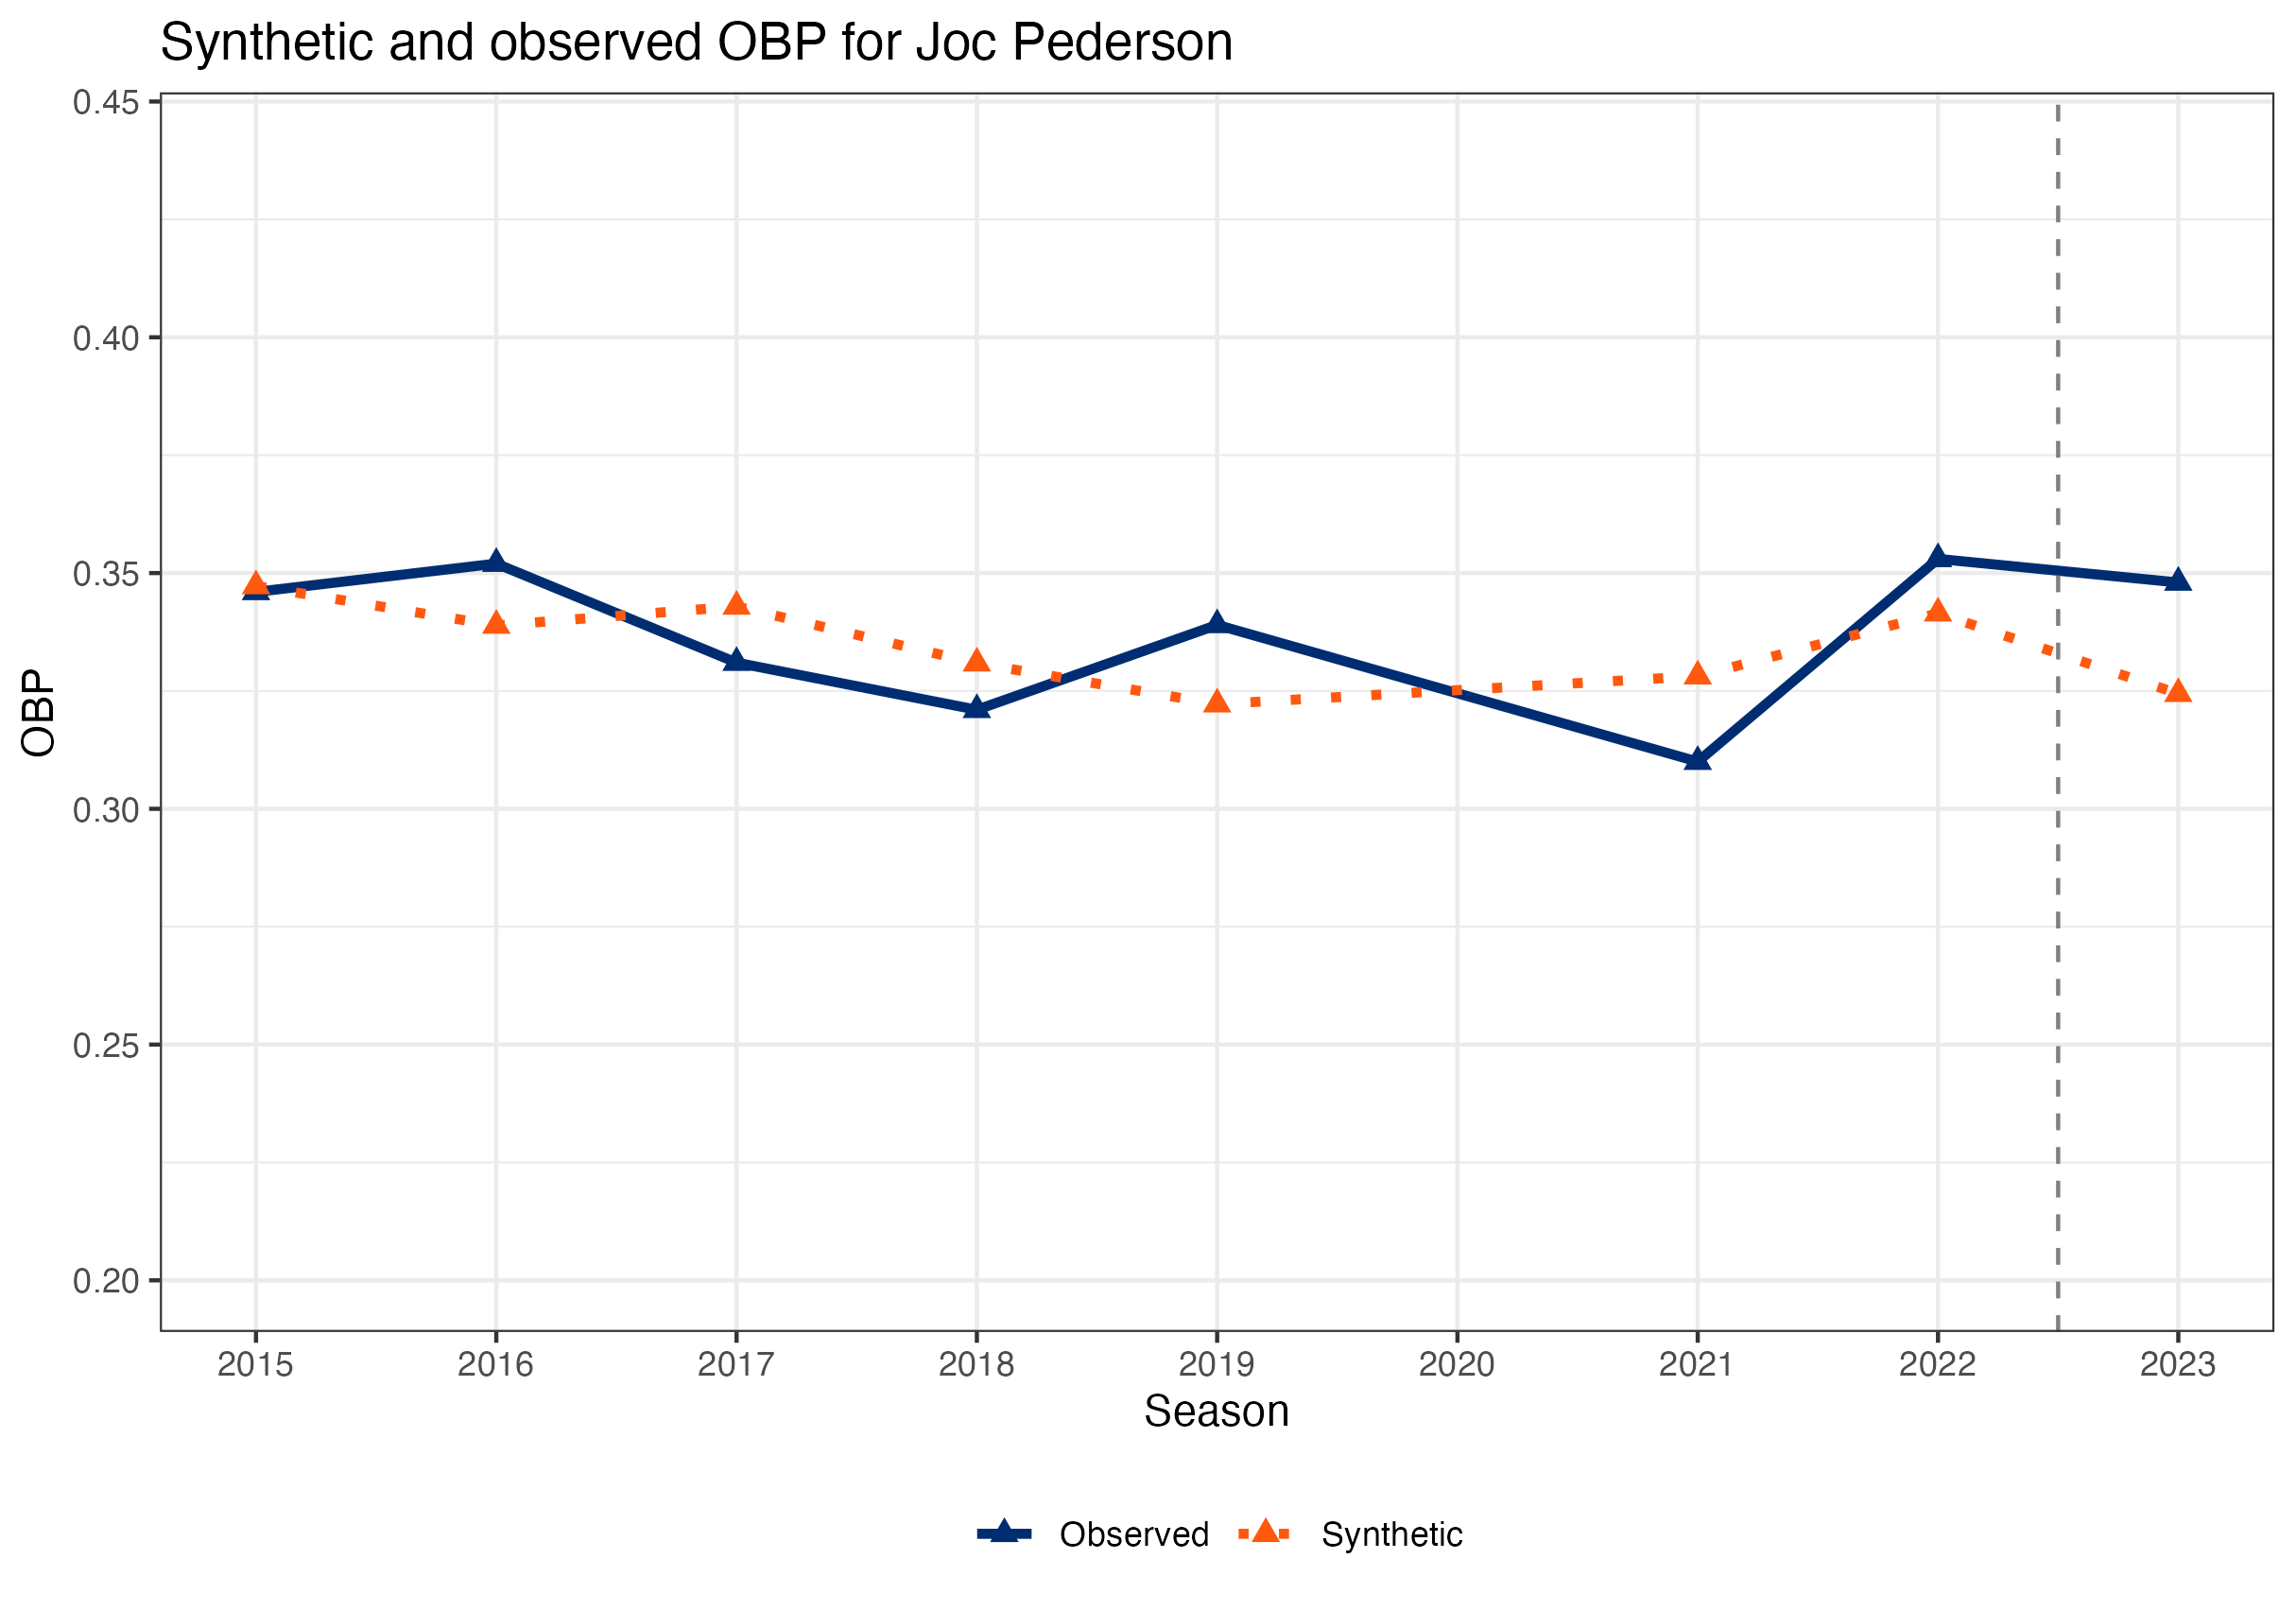 Synthetic and observed OBP for Joc Pederson
0.45
0.40
0.35
0.30
0.25
0.20
OBP
2015 2016 2017 2018 2019 2020 2021 2022 2023
Season
Observed Synthetic